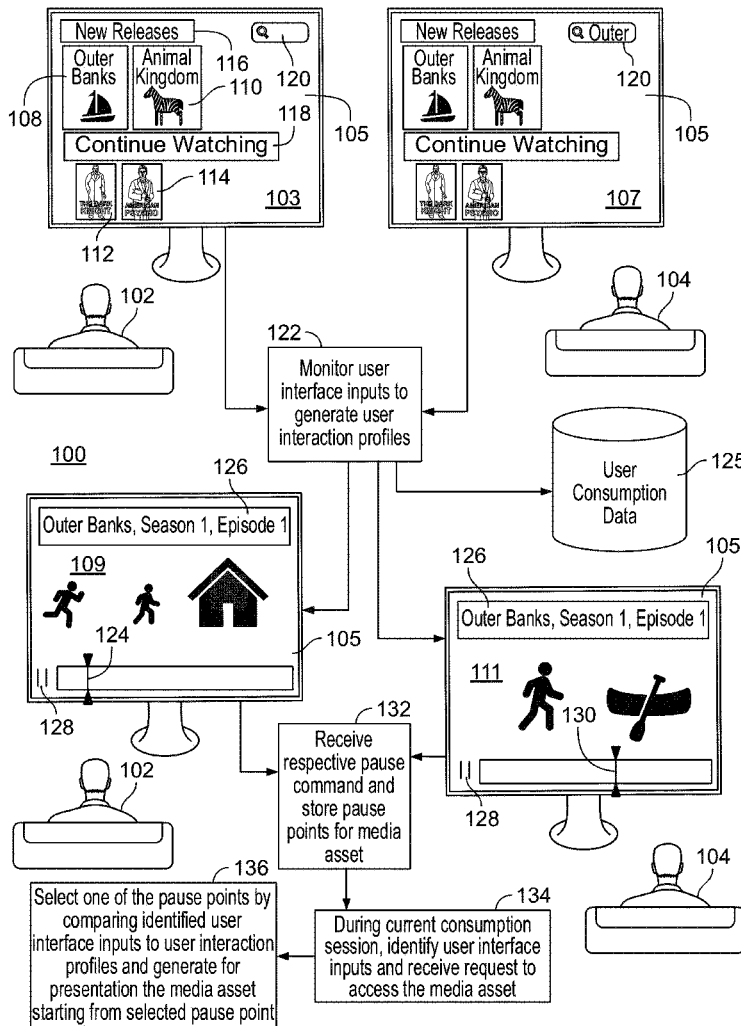 New Releases
116
120
Outer
Banks
Animal
Kingdom
108
110
105
118
Continue Watching
114
THE DARK
KNIGHT
AMERICAN
PSYCHO
103
112
New Releases
Outer
120
Outer
Banks
Animal
Kingdom
105
Continue Watching
THE DARK
KNIGHT
AMERICAN
PSYCHO
107
102
104
122
Monitor user
interface inputs to
generate user
interaction profiles
100
User
Consumption
Data
125
126
Outer Banks, Season 1, Episode 1
109
124
105
128
126
105
Outer Banks, Season 1, Episode 1
111
130
128
132
Receive
respective pause
command and
store pause
points for media
asset
102
104
136
Select one of the pause points by
comparing identified user
interface inputs to user interaction
profiles and generate for
presentation the media asset
starting from selected pause point
134
During current consumption
session, identify user interface
inputs and receive request to
access the media asset